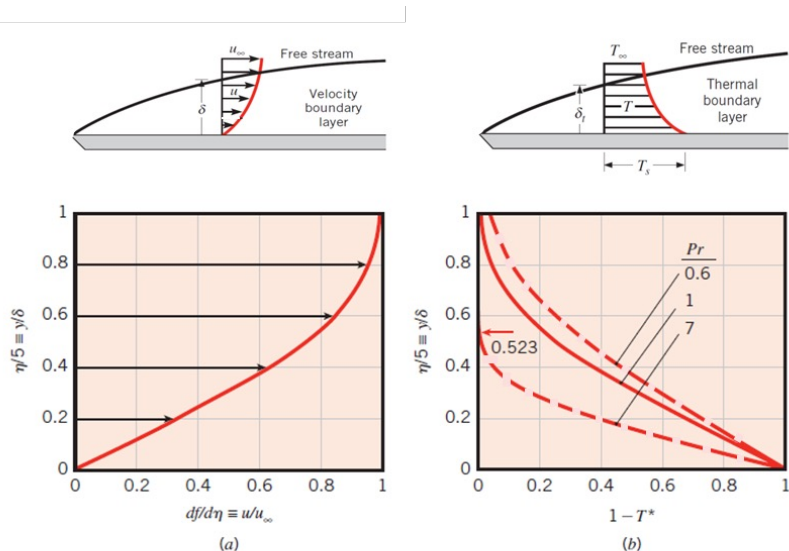 u∞
Free stream
u
δ
Velocity
boundary
layer
T∞
Free stream
T
δt
Thermal
boundary
layer
Ts
1
0.8
0.6
0.4
0.2
0
η/5 ≡ y/δ
0 0.2 0.4 0.6 0.8 1
df/dη ≡ u/u∞
(a)
1
0.8
0.6
0.4
0.2
0
η/5 ≡ y/δ
Pr
0.6
1
7
0.523
0 0.2 0.4 0.6 0.8 1
1 – T*
(b)